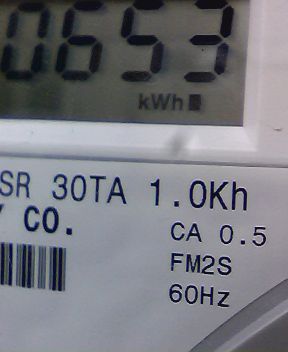 0653
kWh
SR 30TA 1.0Kh
Y CO.
CA 0.5
FM2S
60Hz